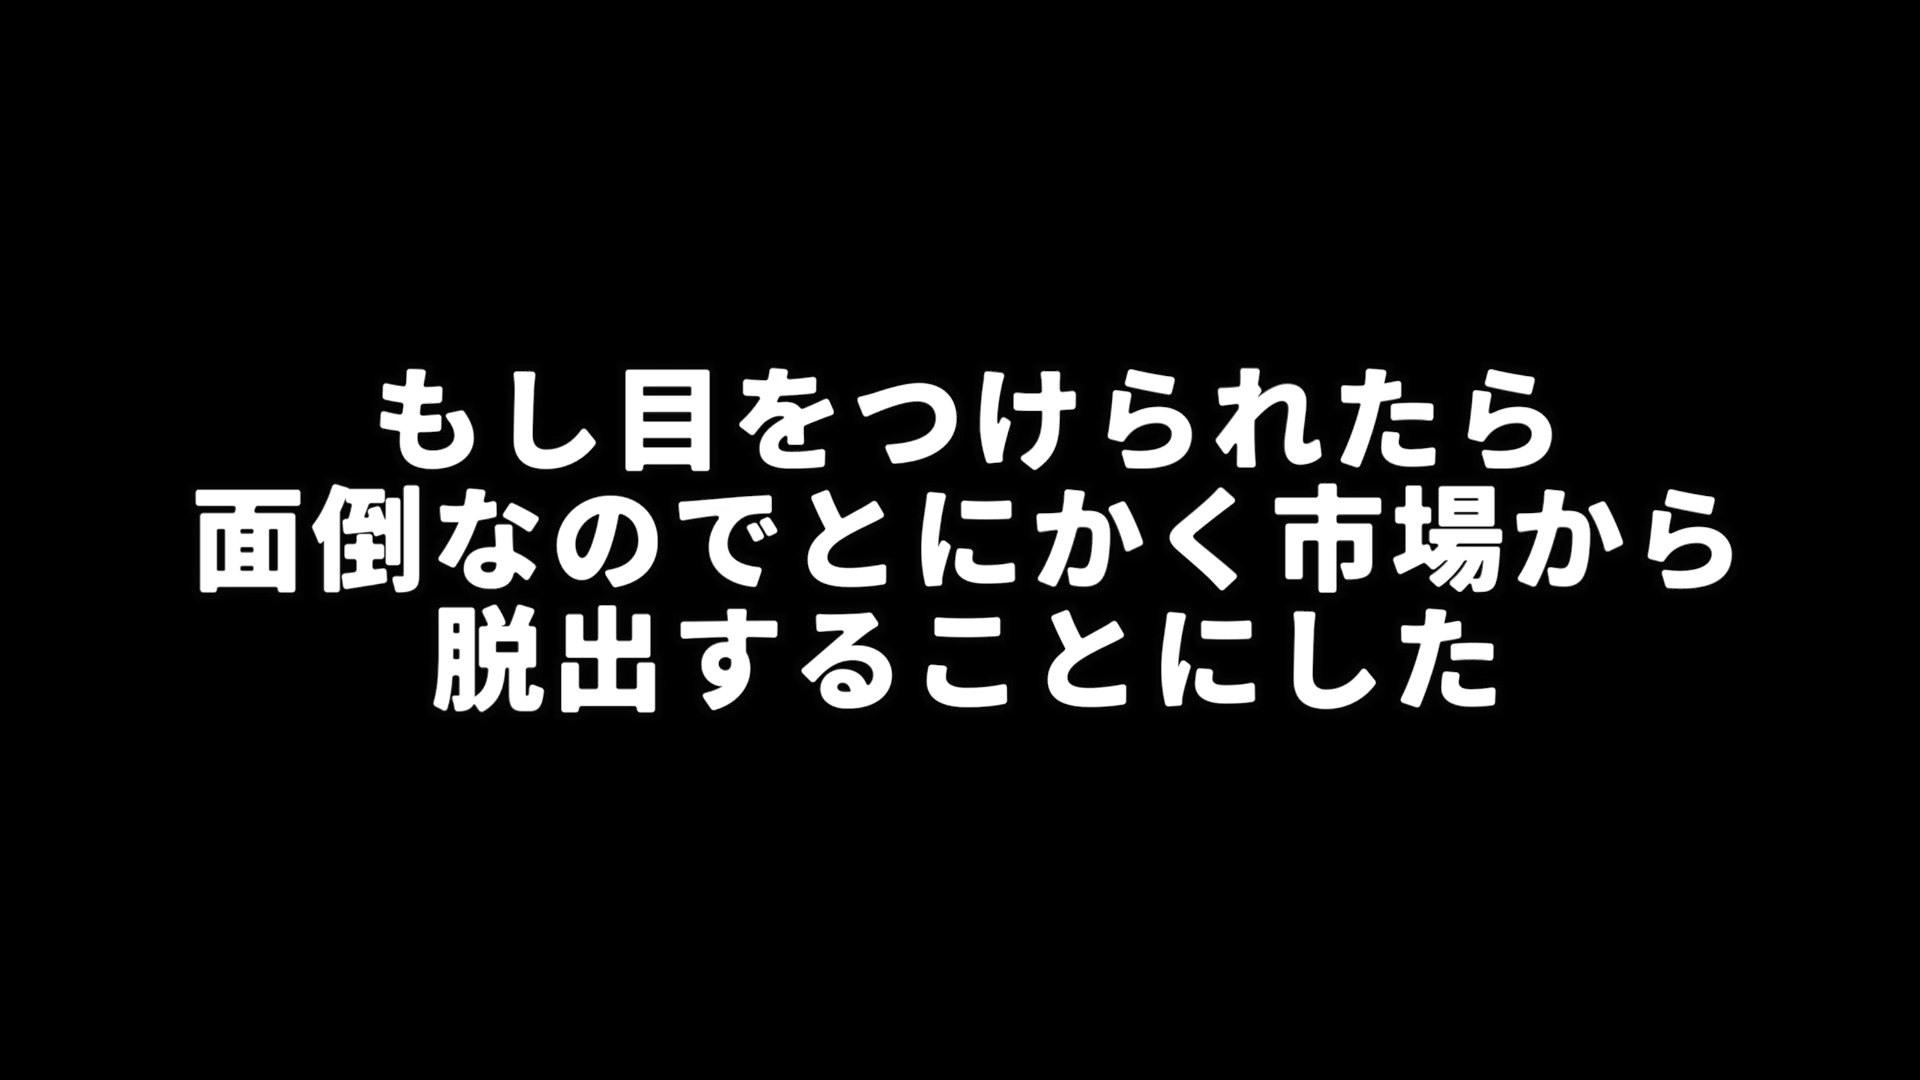 もし目をつけられたら
面倒なのでとにかく市場から
脱出することにした